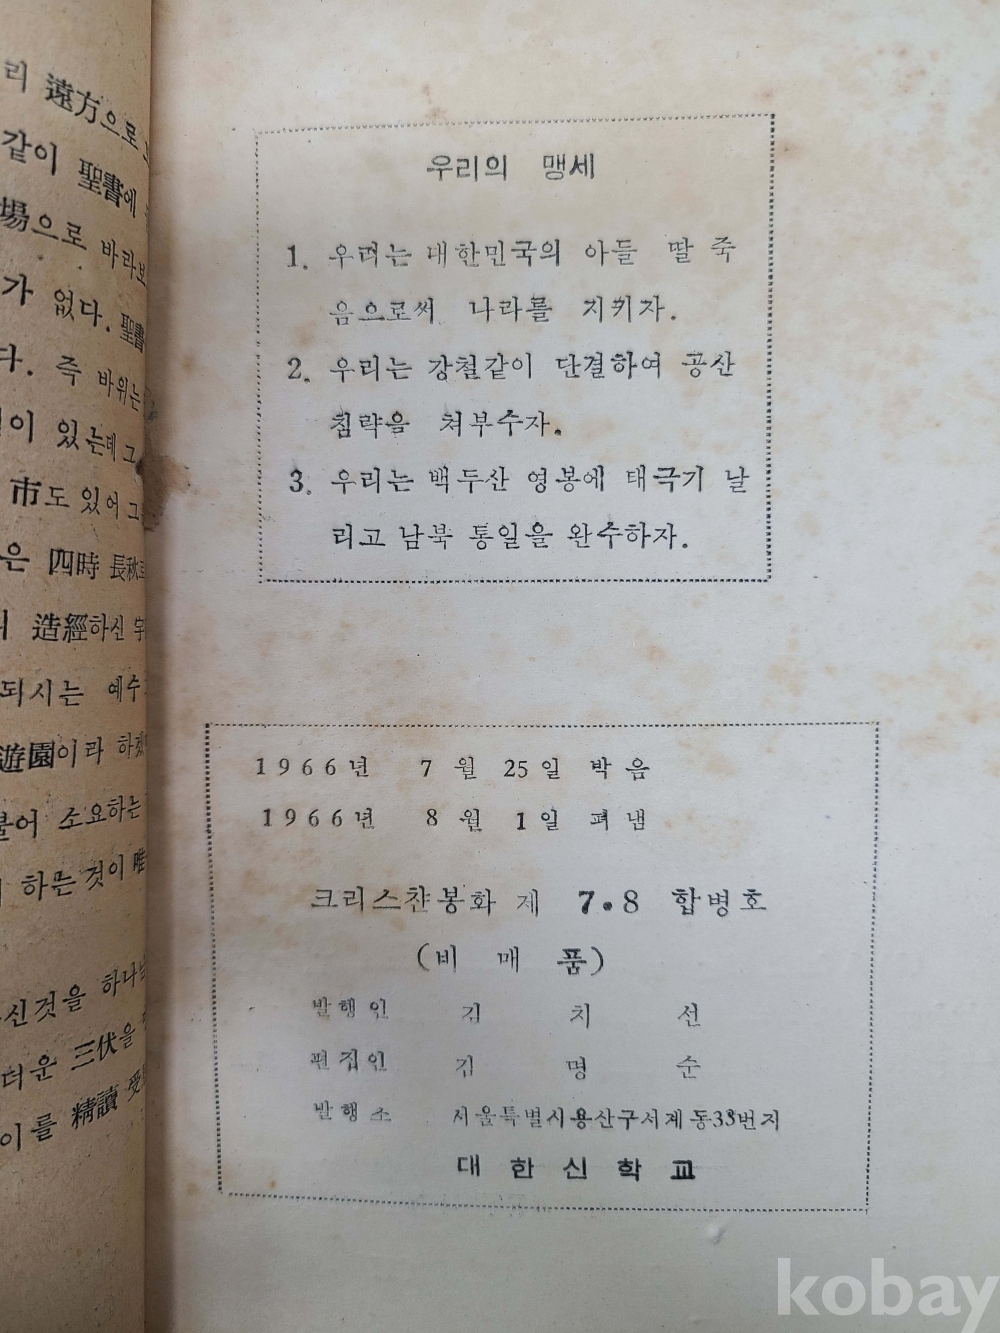 리 遠方으로
같이 聖書에
場으로 바라보
가 없다. 聖書
다. 즉 바위는
이 있는데 그
市도 있어 그
은 四時 長秋로
造經하신 宇
되시는 예수
遊園이라 하겠
불어 소요하는
하는것이 唯
신것을 하나님
더운 三伏을
이를 精讀 受
우리의 맹세
1. 우리는 대한민국의 아들 딸 죽
음으로써 나라를 지키자.
2. 우리는 강철같이 단결하여 공산
침략을 쳐부수자.
3. 우리는 백두산 영봉에 태극기 날
리고 남북 통일을 완수하자.
1966년 7월 25일 박음
1966년 8월 1일 펴냄
크리스챤봉화 제 7.8 합병호
(비매품)
발행인 김치선
편집인 김명순
발행소 서울특별시용산구서계동33번지
대한신학교
kobay